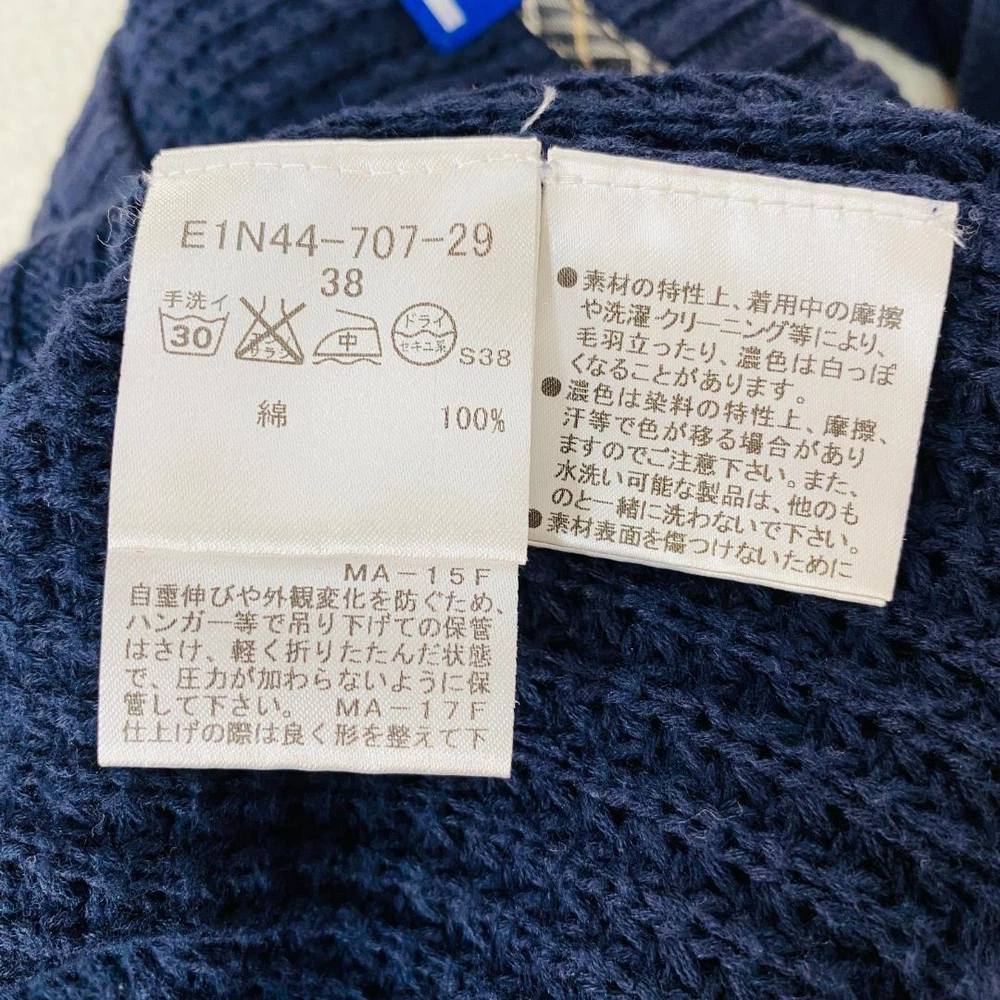 E1N44-707-29
38
手洗イ
30
サラシ
中
ドライ
セキユ系
S38
綿 100%
MA-15F
自重伸びや外観変化を防ぐため、
ハンガー等で吊り下げての保管
はさけ、軽く折りたたんだ状態
で、圧力が加わらないように保
管して下さい。 MA-17F
仕上げの際は良く形を整えて下
●素材の特性上、着用中の摩擦
や洗濯・クリーニング等により、
毛羽立ったり、濃色は白っぽ
くなることがあります。
●濃色は染料の特性上、摩擦、
汗等で色が移る場合があり
ますのでご注意下さい。また、
水洗い可能な製品は、他のも
のと一緒に洗わないで下さい。
●素材表面を傷つけないために